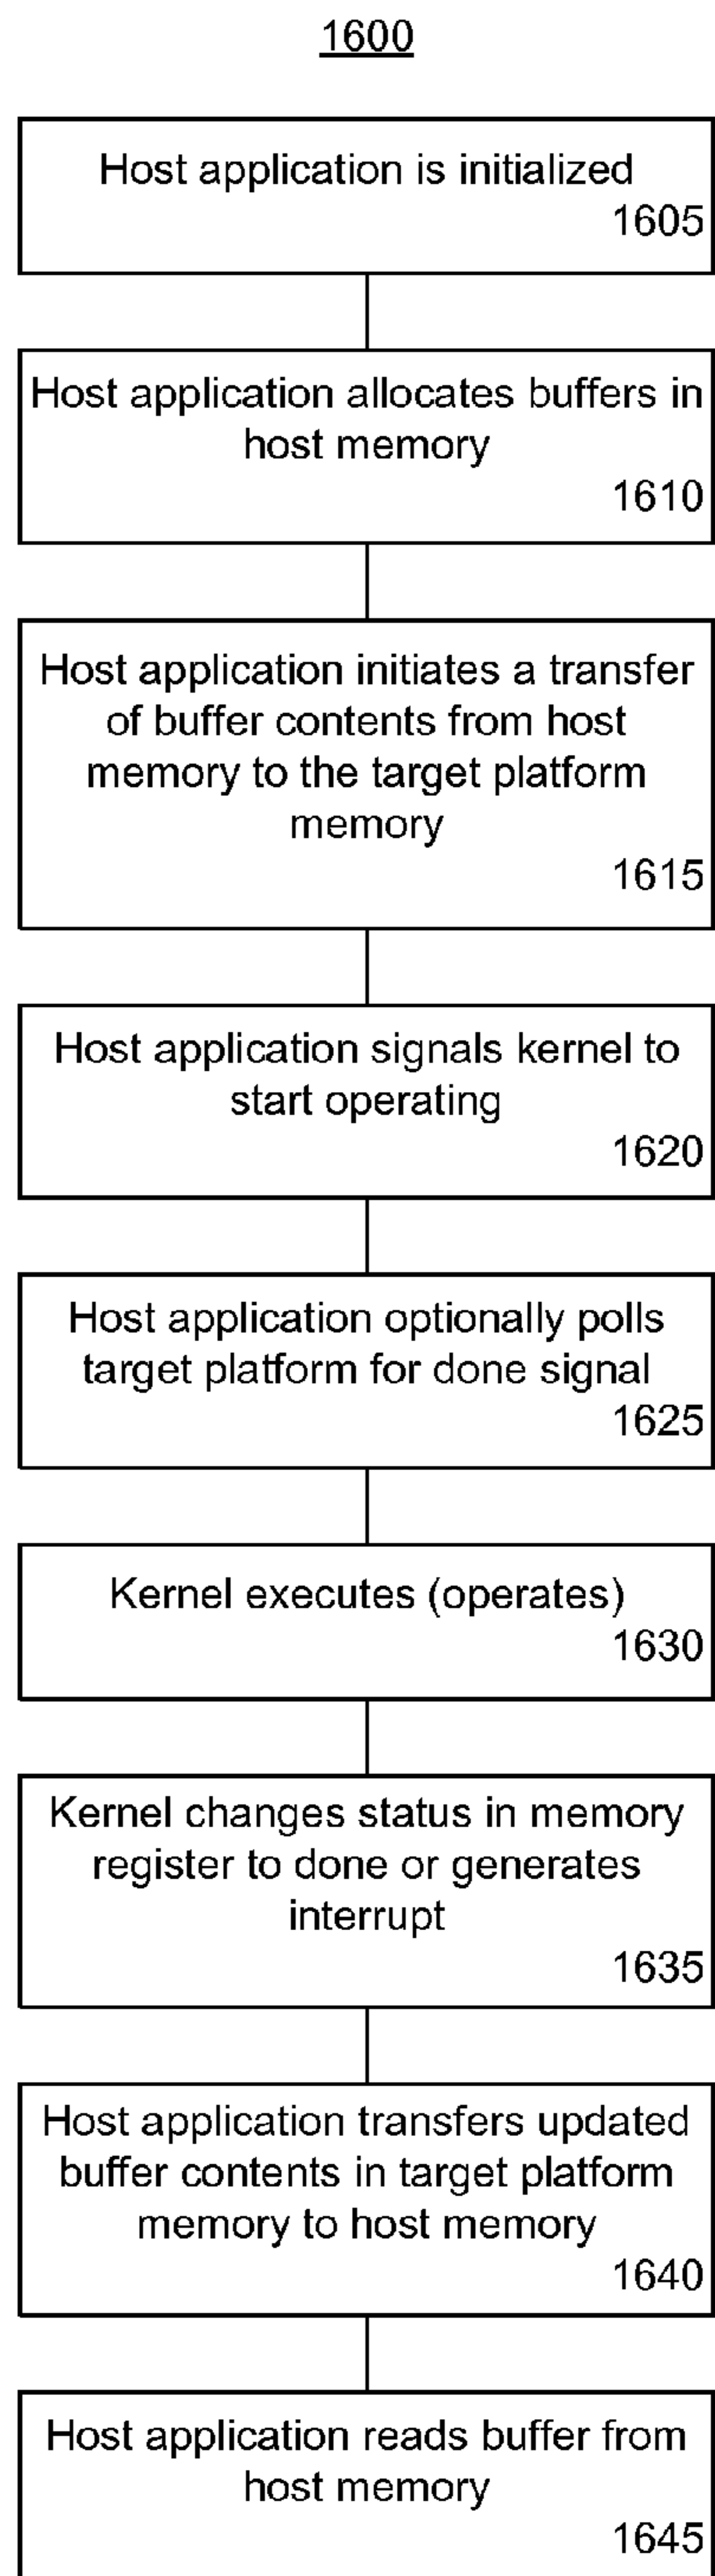 1600
Host application is initialized
1605
Host application allocates buffers in
host memory
1610
Host application initiates a transfer
of buffer contents from host
memory to the target platform
memory
1615
Host application signals kernel to
start operating
1620
Host application optionally polls
target platform for done signal
1625
Kernel executes (operates)
1630
Kernel changes status in memory
register to done or generates
interrupt
1635
Host application transfers updated
buffer contents in target platform
memory to host memory
1640
Host application reads buffer from
host memory
1645